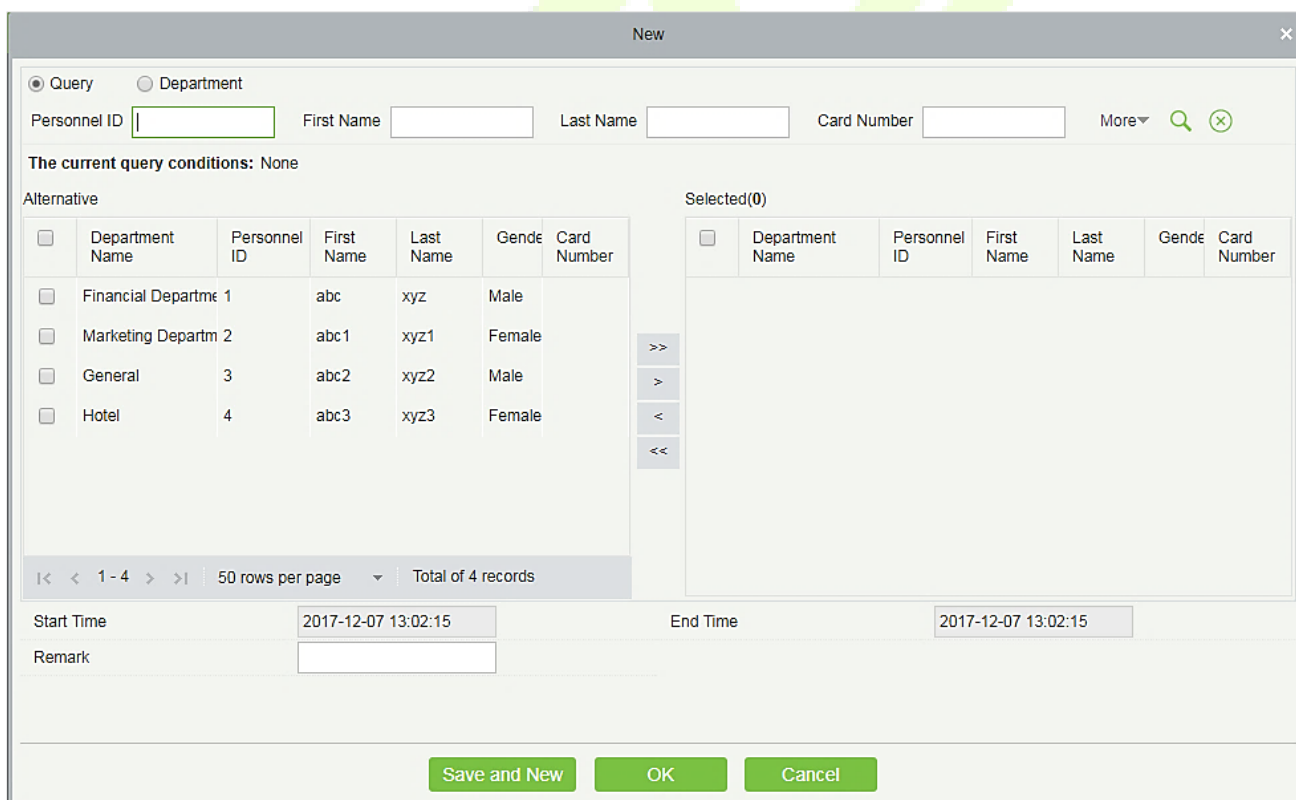 New ×
Query Department
Personnel ID First Name Last Name Card Number More
The current query conditions: None
Alternative Selected(0)
Department Name Personnel ID First Name Last Name Gende Card Number
Financial Departme 1 abc xyz Male
Marketing Departm 2 abc1 xyz1 Female
General 3 abc2 xyz2 Male
Hotel 4 abc3 xyz3 Female
1 - 4 50 rows per page Total of 4 records
>>
>
<
<<
Department Name Personnel ID First Name Last Name Gende Card Number
Start Time 2017-12-07 13:02:15 End Time 2017-12-07 13:02:15
Remark
Save and New OK Cancel